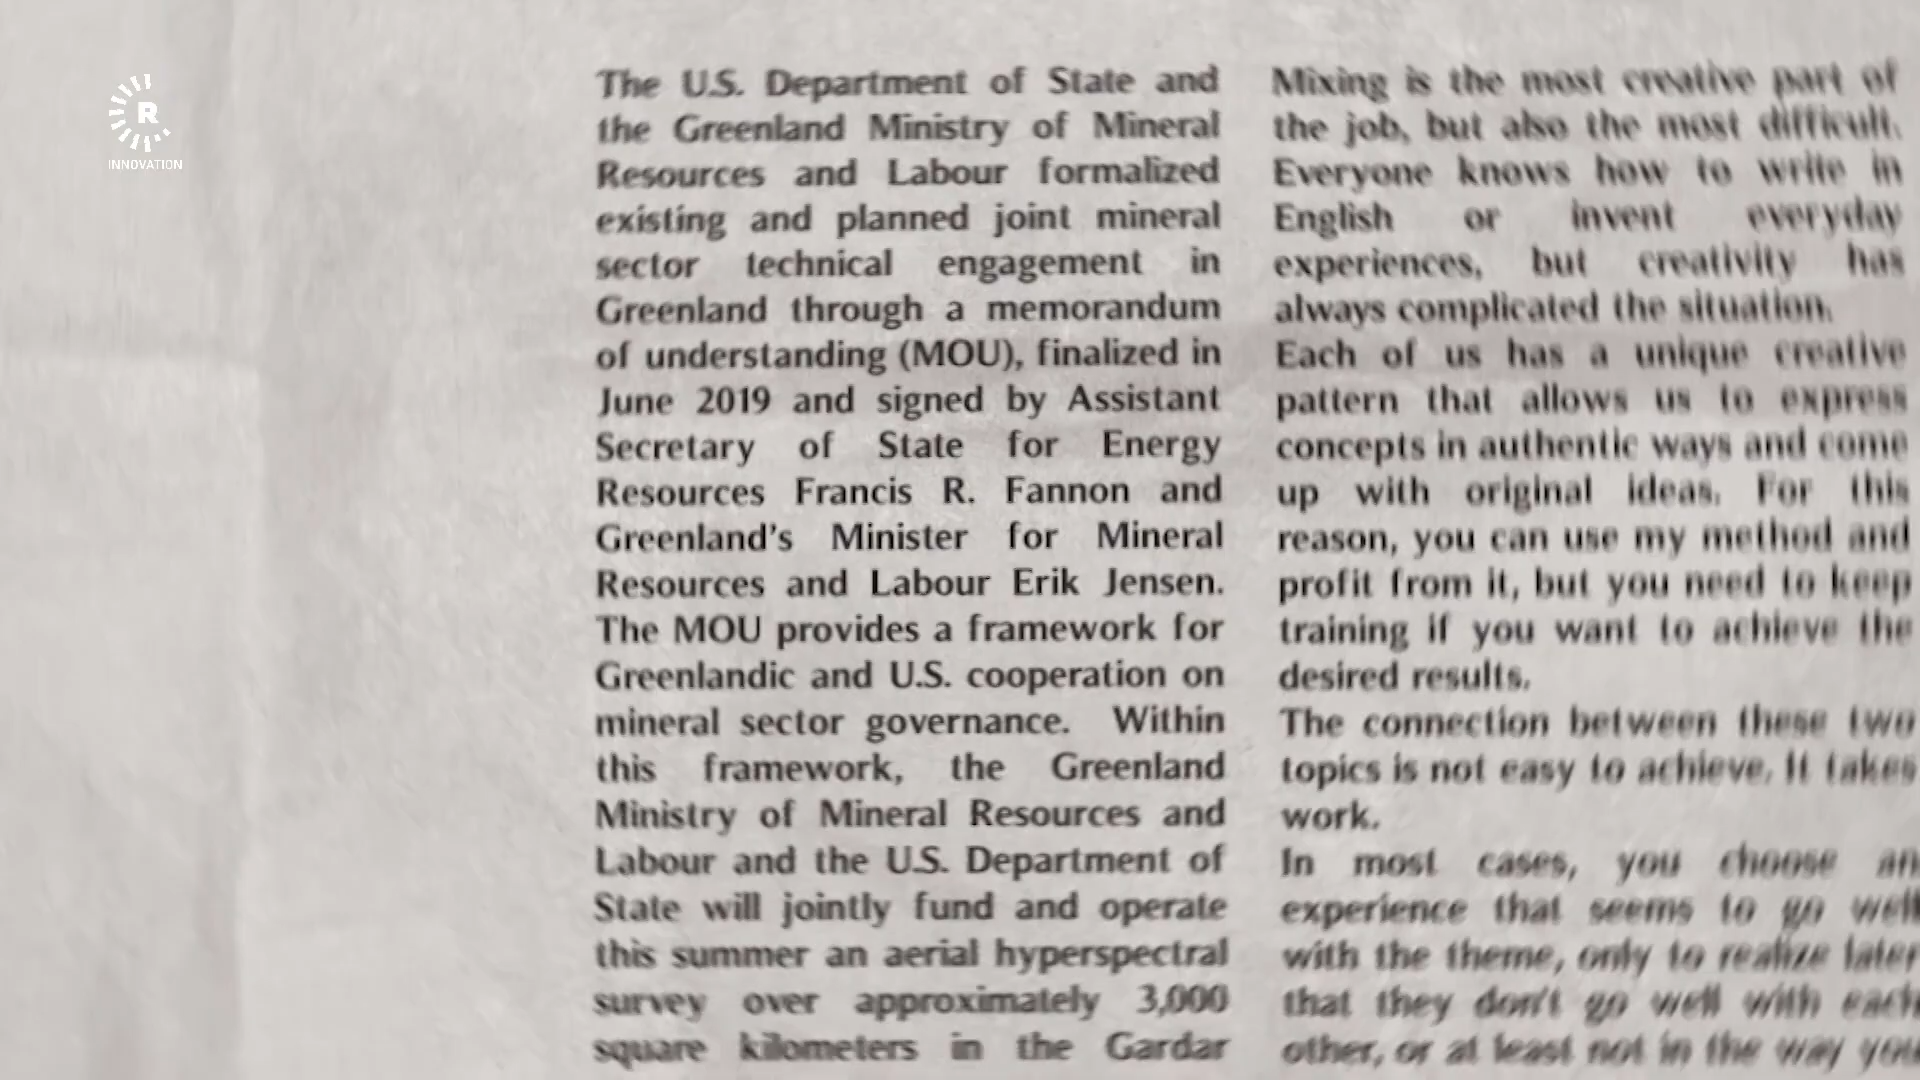 R
INNOVATION
The U.S. Department of State and
the Greenland Ministry of Mineral
Resources and Labour formalized
existing and planned joint mineral
sector technical engagement in
Greenland through a memorandum
of understanding (MOU), finalized in
June 2019 and signed by Assistant
Secretary of State for Energy
Resources Francis R. Fannon and
Greenland's Minister for Mineral
Resources and Labour Erik Jensen.
The MOU provides a framework for
Greenlandic and U.S. cooperation on
mineral sector governance. Within
this framework, the Greenland
Ministry of Mineral Resources and
Labour and the U.S. Department of
State will jointly fund and operate
this summer an aerial hyperspectral
survey over approximately 3,000
square kilometers in the Gardar
Mixing is the most creative part of
the job, but also the most difficult.
Everyone knows how to write in
English or invent everyday
experiences, but creativity has
always complicated the situation.
Each of us has a unique creative
pattern that allows us to express
concepts in authentic ways and come
up with original ideas. For this
reason, you can use my method and
profit from it, but you need to keep
training if you want to achieve the
desired results.
The connection between these two
topics is not easy to achieve. It takes
work.
In most cases, you choose an
experience that seems to go well
with the theme, only to realize later
that they don't go well with each
other, or at least not in the way you